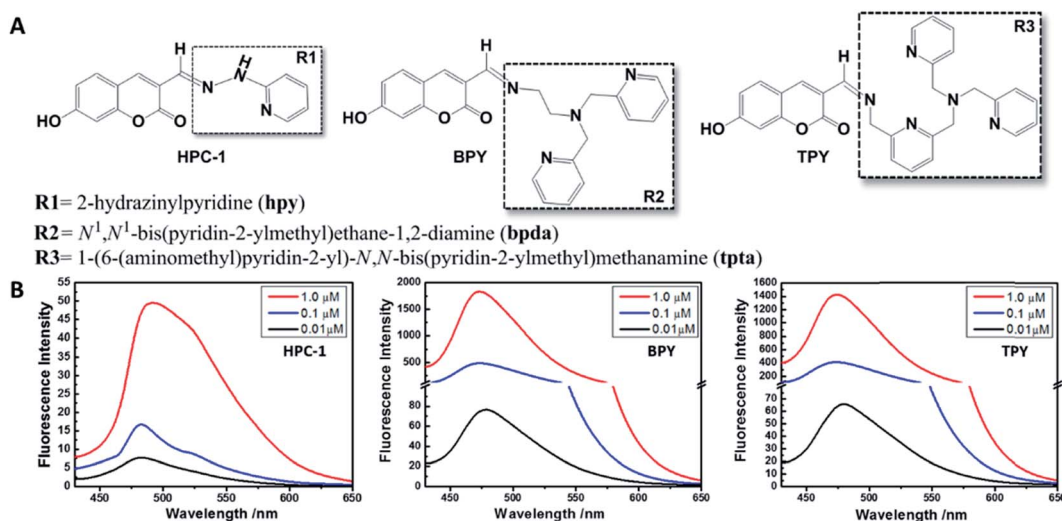 A
H
H
N
N
R1
N
HO
O
O
HPC-1
H
N
N
N
N
HO
O
O
BPY
R2
R3
H
N
N
N
N
N
HO
O
O
TPY
R1= 2-hydrazinylpyridine (hpy)
R2 = N¹,N¹-bis(pyridin-2-ylmethyl)ethane-1,2-diamine (bpda)
R3 = 1-(6-(aminomethyl)pyridin-2-yl)-N,N-bis(pyridin-2-ylmethyl)methanamine (tpta)
B
Fluorescence Intensity
55
50
45
40
35
30
25
20
15
10
5
0
450 500 550 600 650
Wavelength /nm
1.0 µM
0.1 µM
0.01µM
HPC-1
Fluorescence Intensity
2000
1750
1500
1250
1000
750
500
250
80
60
40
20
0
450 500 550 600 650
Wavelength /nm
1.0 µM
0.1 µM
0.01µM
BPY
Fluorescence Intensity
1600
1400
1200
1000
800
600
400
200
70
60
50
40
30
20
10
0
450 500 550 600 650
Wavelength /nm
1.0 µM
0.1 µM
0.01µM
TPY